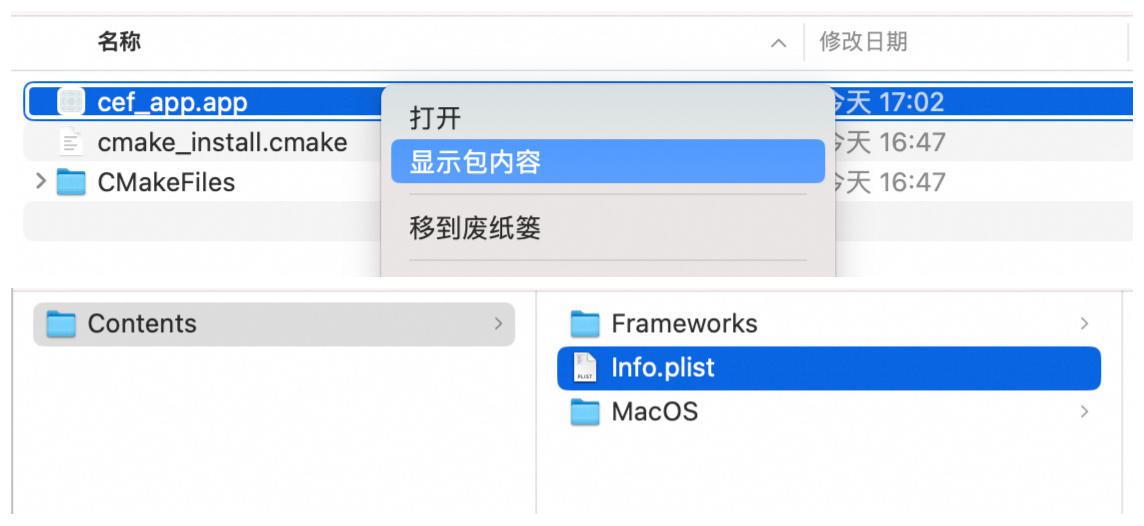 名称 修改日期
cef_app.app 今天 17:02
打开
cmake_install.cmake 今天 16:47
显示包内容
CMakeFiles 今天 16:47
移到废纸篓
Contents Frameworks
Info.plist
MacOS